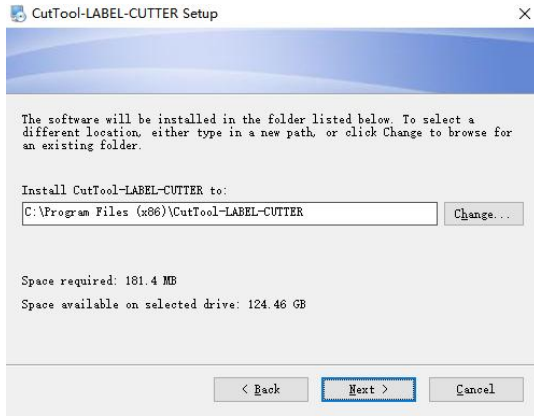 CutTool-LABEL-CUTTER Setup
The software will be installed in the folder listed below. To select a
different location, either type in a new path, or click Change to browse for
an existing folder.
Install CutTool-LABEL-CUTTER to:
C:\Program Files (x86)\CutTool-LABEL-CUTTER
Change...
Space required: 181.4 MB
Space available on selected drive: 124.46 GB
< Back Next > Cancel